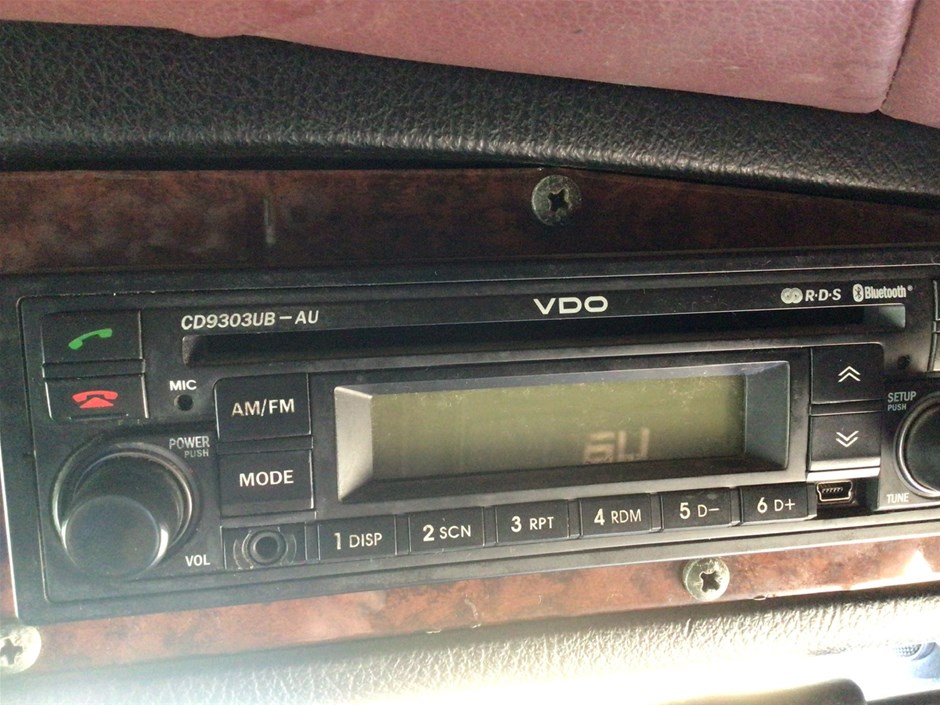 CD9303UB-AU
VDO
R·D·S
Bluetooth®
MIC
AM/FM
SETUP
PUSH
POWER
PUSH
MODE
VOL
1 DISP
2 SCN
3 RPT
4 RDM
5 D-
6 D+
TUNE